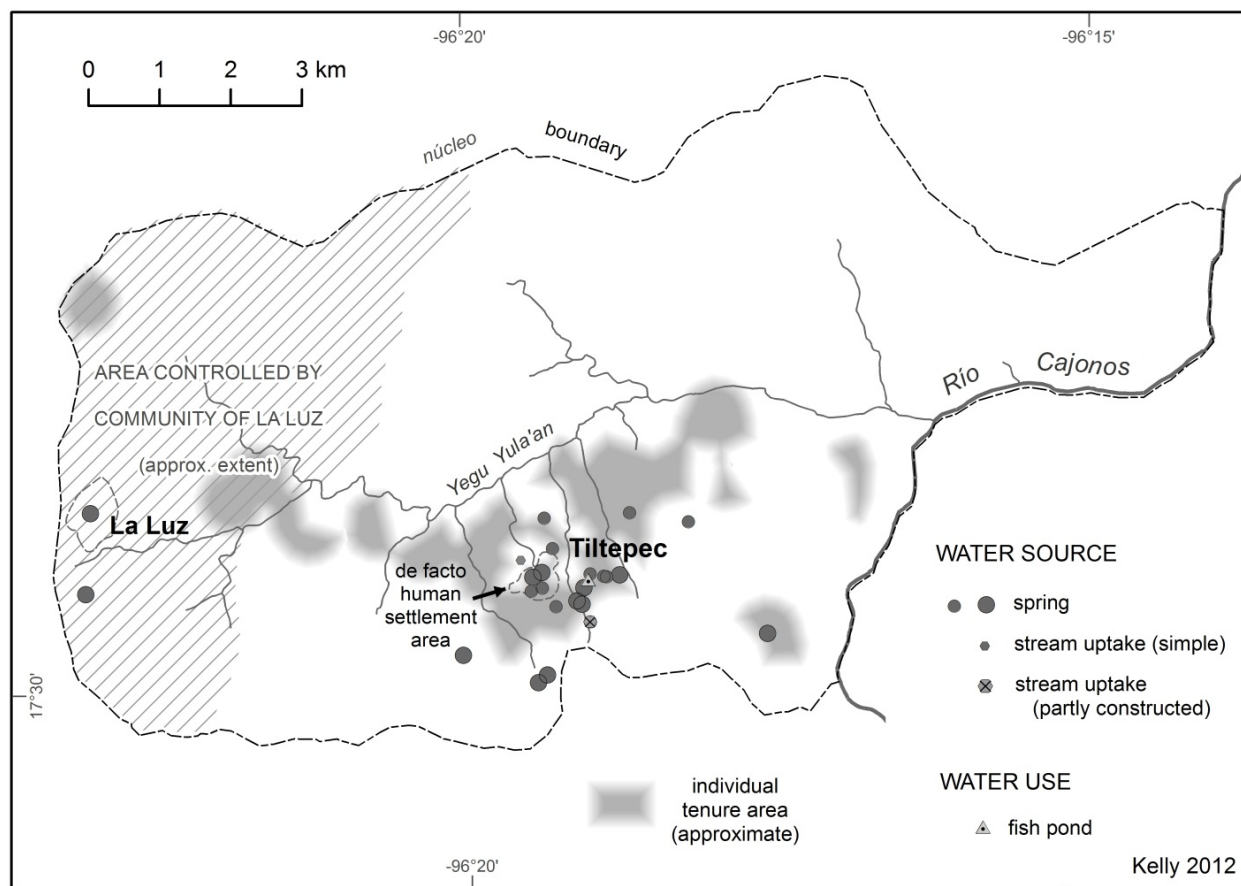 -96°20'
-96°15'
0 1 2 3 km
núcleo
boundary
Río Cajonos
AREA CONTROLLED BY
COMMUNITY OF LA LUZ
(approx. extent)
Yegu Yula'an
La Luz
Tiltepec
de facto
human
settlement
area
WATER SOURCE
spring
stream uptake (simple)
stream uptake
(partly constructed)
17°30'
WATER USE
fish pond
individual
tenure area
(approximate)
-96°20'
Kelly 2012